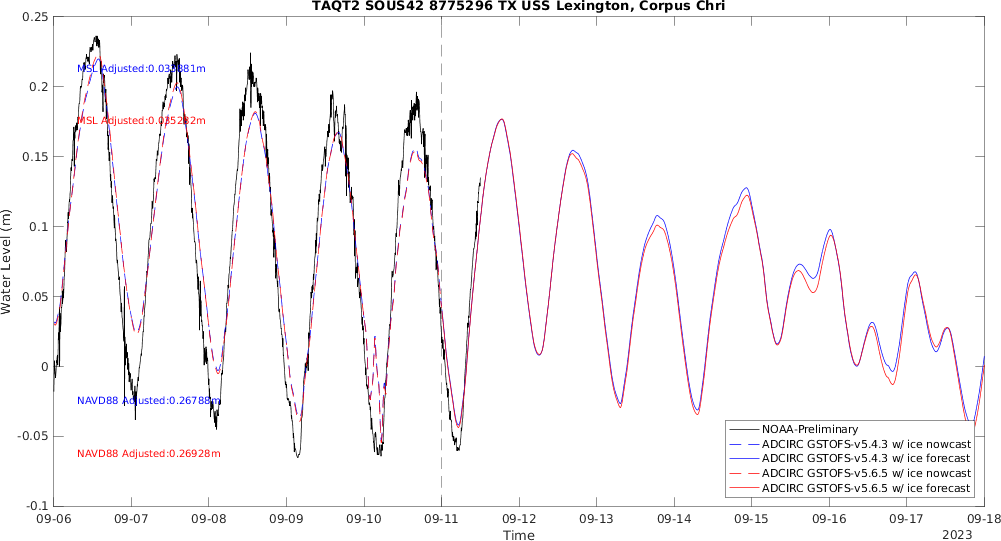 TAQT2 SOUS42 8775296 TX USS Lexington, Corpus Chri
0.25
0.2
0.15
0.1
0.05
0
-0.05
-0.1
Water Level (m)
MSL Adjusted:0.033881m
MSL Adjusted:0.035232m
NAVD88 Adjusted:0.26788m
NAVD88 Adjusted:0.26928m
NOAA-Preliminary
ADCIRC GSTOFS-v5.4.3 w/ ice nowcast
ADCIRC GSTOFS-v5.4.3 w/ ice forecast
ADCIRC GSTOFS-v5.6.5 w/ ice nowcast
ADCIRC GSTOFS-v5.6.5 w/ ice forecast
09-06 09-07 09-08 09-09 09-10 09-11 09-12 09-13 09-14 09-15 09-16 09-17 09-18
Time
2023